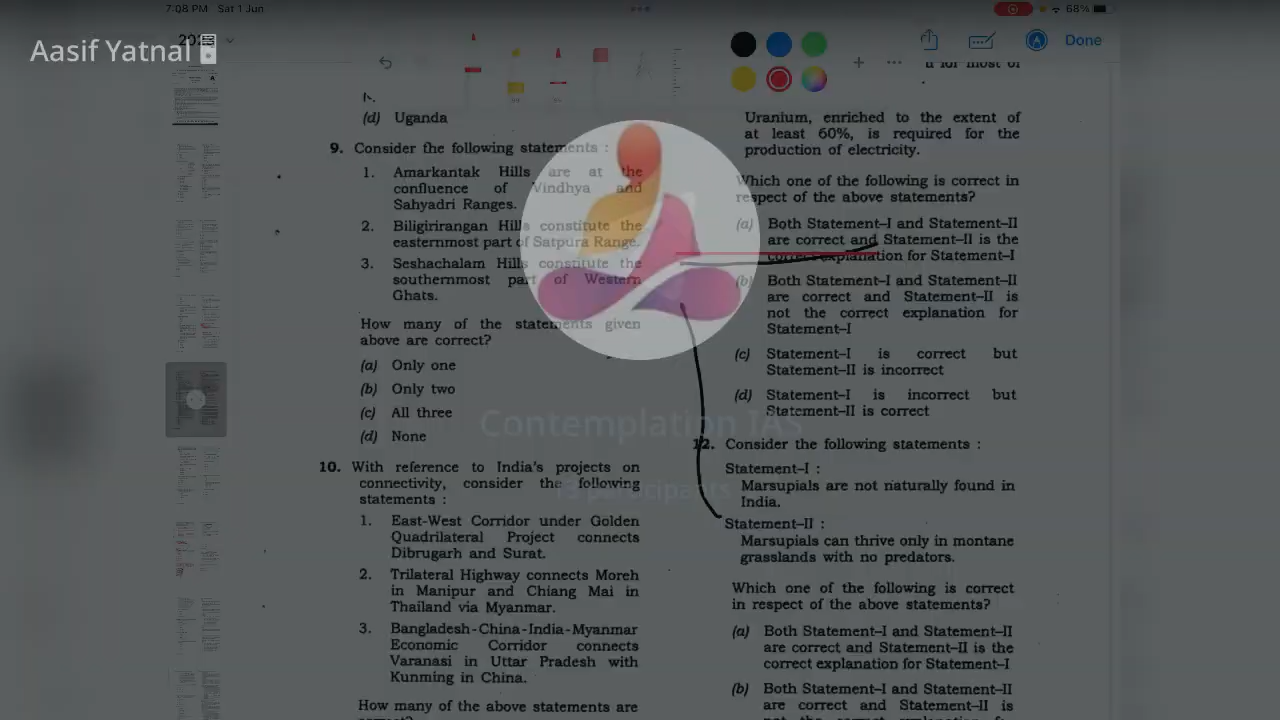 7:08 PM Sat 1 Jun
68%
Aasif Yatnal
Done
(d) Uganda
9. Consider the following statements :
1. Amarkantak Hills are at the
confluence of Vindhya and
Sahyadri Ranges.
2. Biligirirangan Hills constitute the
easternmost part of Satpura Range.
3. Seshachalam Hills constitute the
southernmost part of Western
Ghats.
How many of the statements given
above are correct?
(a) Only one
(b) Only two
(c) All three
(d) None
10. With reference to India's projects on
connectivity, consider the following
statements :
1. East-West Corridor under Golden
Quadrilateral Project connects
Dibrugarh and Surat.
2. Trilateral Highway connects Moreh
in Manipur and Chiang Mai in
Thailand via Myanmar.
3. Bangladesh-China-India-Myanmar
Economic Corridor connects
Varanasi in Uttar Pradesh with
Kunming in China.
How many of the above statements are
Uranium, enriched to the extent of
at least 60%, is required for the
production of electricity.
Which one of the following is correct in
respect of the above statements?
(a) Both Statement-I and Statement-II
are correct and Statement-II is the
correct explanation for Statement-I
(b) Both Statement-I and Statement-II
are correct and Statement-II is
not the correct explanation for
Statement-I
(c) Statement-I is correct but
Statement-II is incorrect
(d) Statement-I is incorrect but
Statement-II is correct
12. Consider the following statements :
Statement-I :
Marsupials are not naturally found in
India.
Statement-II :
Marsupials can thrive only in montane
grasslands with no predators.
Which one of the following is correct
in respect of the above statements?
(a) Both Statement-I and Statement-II
are correct and Statement-II is the
correct explanation for Statement-I
(b) Both Statement-I and Statement-II
are correct and Statement-II is
Contemplation IAS
participants